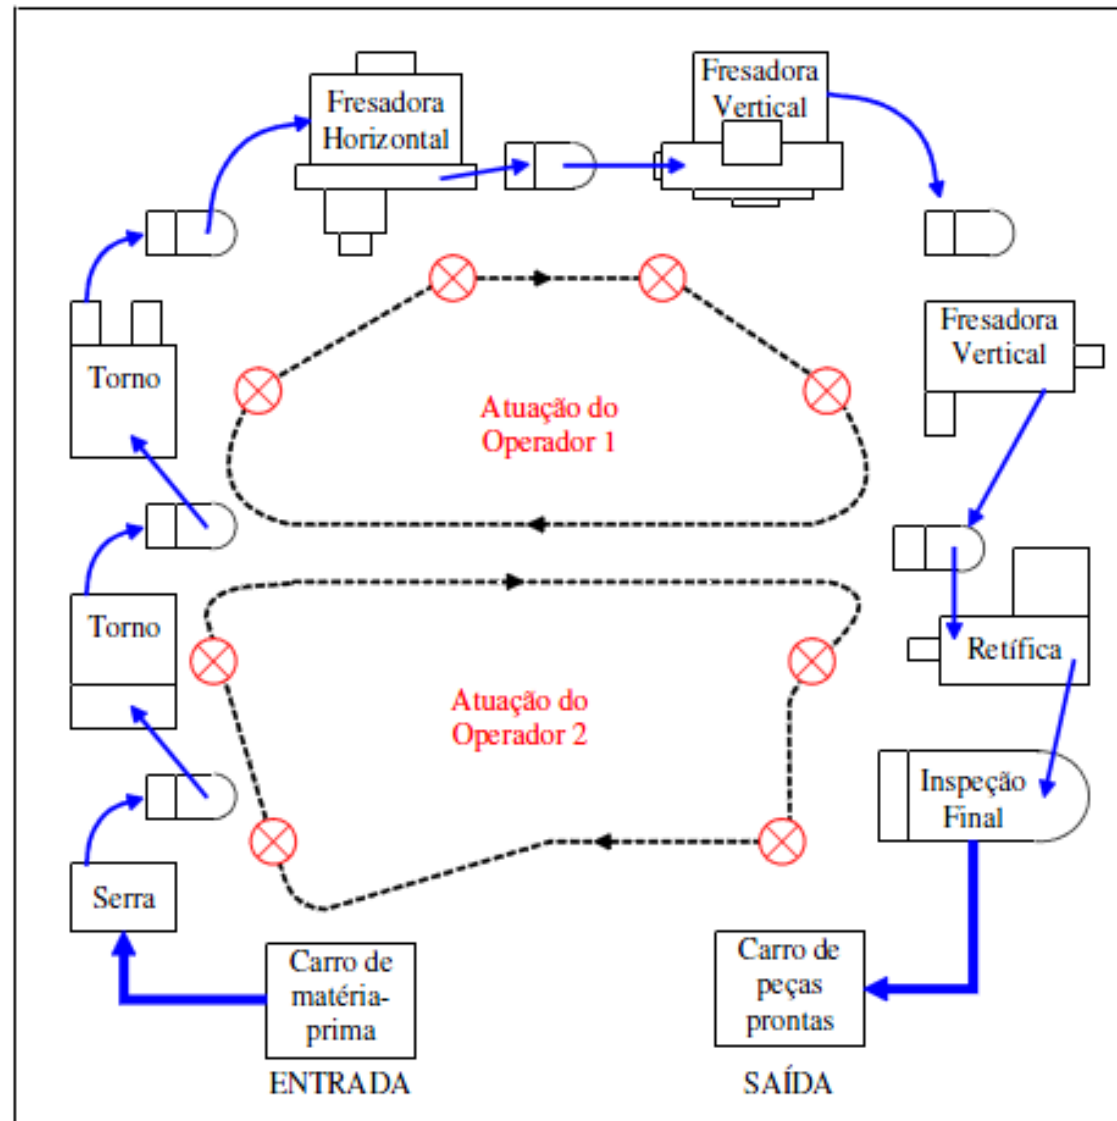 Fresadora
Horizontal
Fresadora
Vertical
Torno
Fresadora
Vertical
Atuação do
Operador 1
Torno
Retífica
Atuação do
Operador 2
Inspeção
Final
Serra
Carro de
matéria-
prima
Carro de
peças
prontas
ENTRADA
SAÍDA